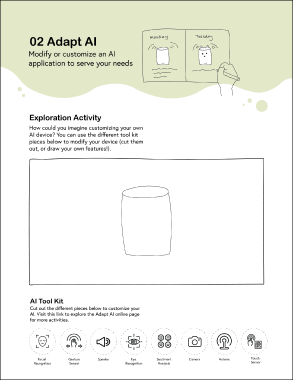 02 Adapt AI
Modify or customize an AI
application to serve your needs
Monday
Tuesday
Exploration Activity
How could you imagine customizing your own
AI device? You can use the different tool kit
pieces below to modify your device (cut them
out, or draw your own features!).
AI Tool Kit
Cut out the different pieces below to customize your
AI. Visit this link to explore the Adapt AI online page
for more activities.
Facial
Recognition
Gesture
Sensor
Speaker
Eye
Recognition
Sentiment
Analysis
Camera
Actions
Touch
Sensor